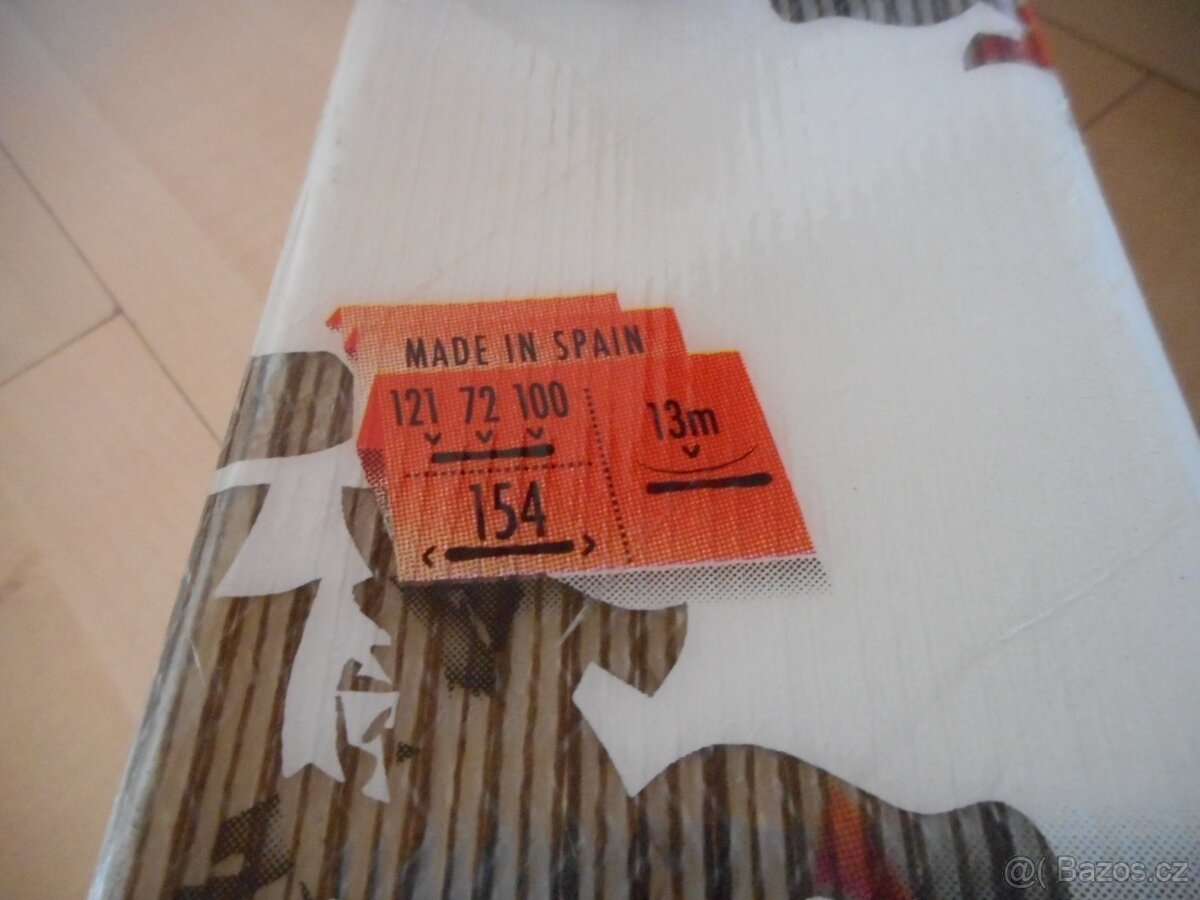 MADE IN SPAIN
121 72 100
13m
154
@( Bazos.cz